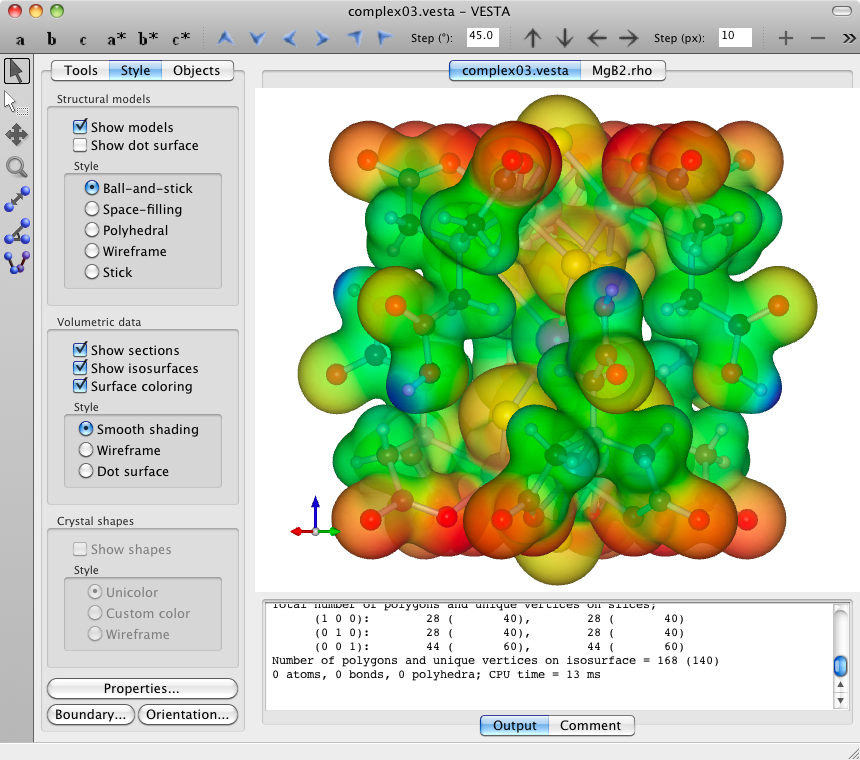 complex03.vesta – VESTA
a b c a* b* c* Step (°): 45.0 Step (px): 10
Tools Style Objects
complex03.vesta MgB2.rho
Structural models
Show models
Show dot surface
Style
Ball-and-stick
Space-filling
Polyhedral
Wireframe
Stick
Volumetric data
Show sections
Show isosurfaces
Surface coloring
Style
Smooth shading
Wireframe
Dot surface
Crystal shapes
Show shapes
Style
Unicolor
Custom color
Wireframe
Properties...
Boundary... Orientation...
Total number of polygons and unique vertices on slices;
(1 0 0): 28 ( 40), 28 ( 40)
(0 1 0): 28 ( 40), 28 ( 40)
(0 0 1): 44 ( 60), 44 ( 60)
Number of polygons and unique vertices on isosurface = 168 (140)
0 atoms, 0 bonds, 0 polyhedra; CPU time = 13 ms
Output Comment